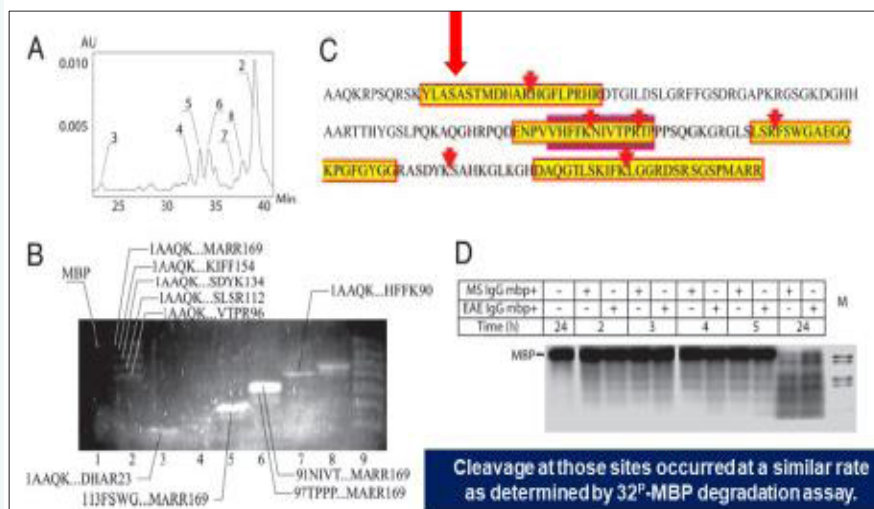 A
AU
0.010
0.005
2
5
6
8
4
7
3
25
30
35
40
Min
C
AAQKRPSQRSKYLASASTMDHARHGFLPRHRDTGILDSLGRFFGSDRGAPKRGSGKDGHH
AARTTHYGSLPQKAQGHRPQDENPVVHFFKNIVTPRTPPPSQGKGRGLSLSRFSWGAEGQ
KPGFGYGGRASDYKSAHKGLKGHDAQGTLSKIFKLGGRDSRSGSPMARR
B
MBP
1AAQK...MARR169
1AAQK...KIFF154
1AAQK...SDYK134
1AAQK...SLSR112
1AAQK...VTPR96
1AAQK...HFFK90
1 2 3 4 5 6 7 8 9
1AAQK...DHAR23
113FSWG...MARR169
91NIVT...MARR169
97TPPP...MARR169
D
MS IgG mbp+ - + - + - + - + - + -
EAE IgG mbp+ - - + - + - + - + - +
Time (h) 24 2 3 4 5 24
M
MBP
Cleavage at those sites occurred at a similar rate
as determined by 32P-MBP degradation assay.